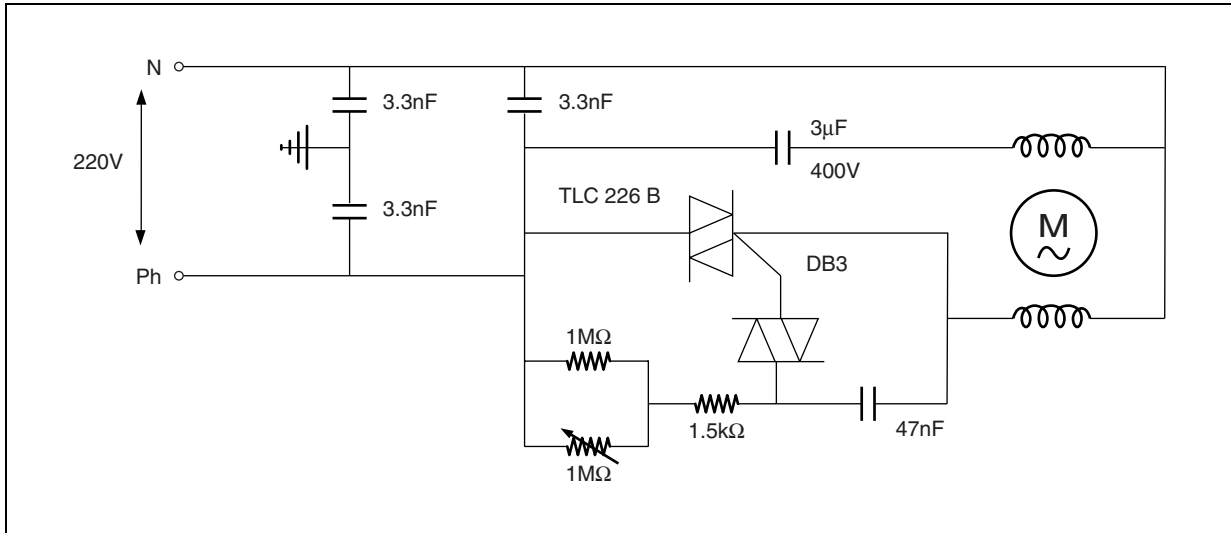 N
3.3nF
3.3nF
3µF
400V
220V
TLC 226 B
3.3nF
M
DB3
Ph
1MΩ
1.5kΩ
47nF
1MΩ